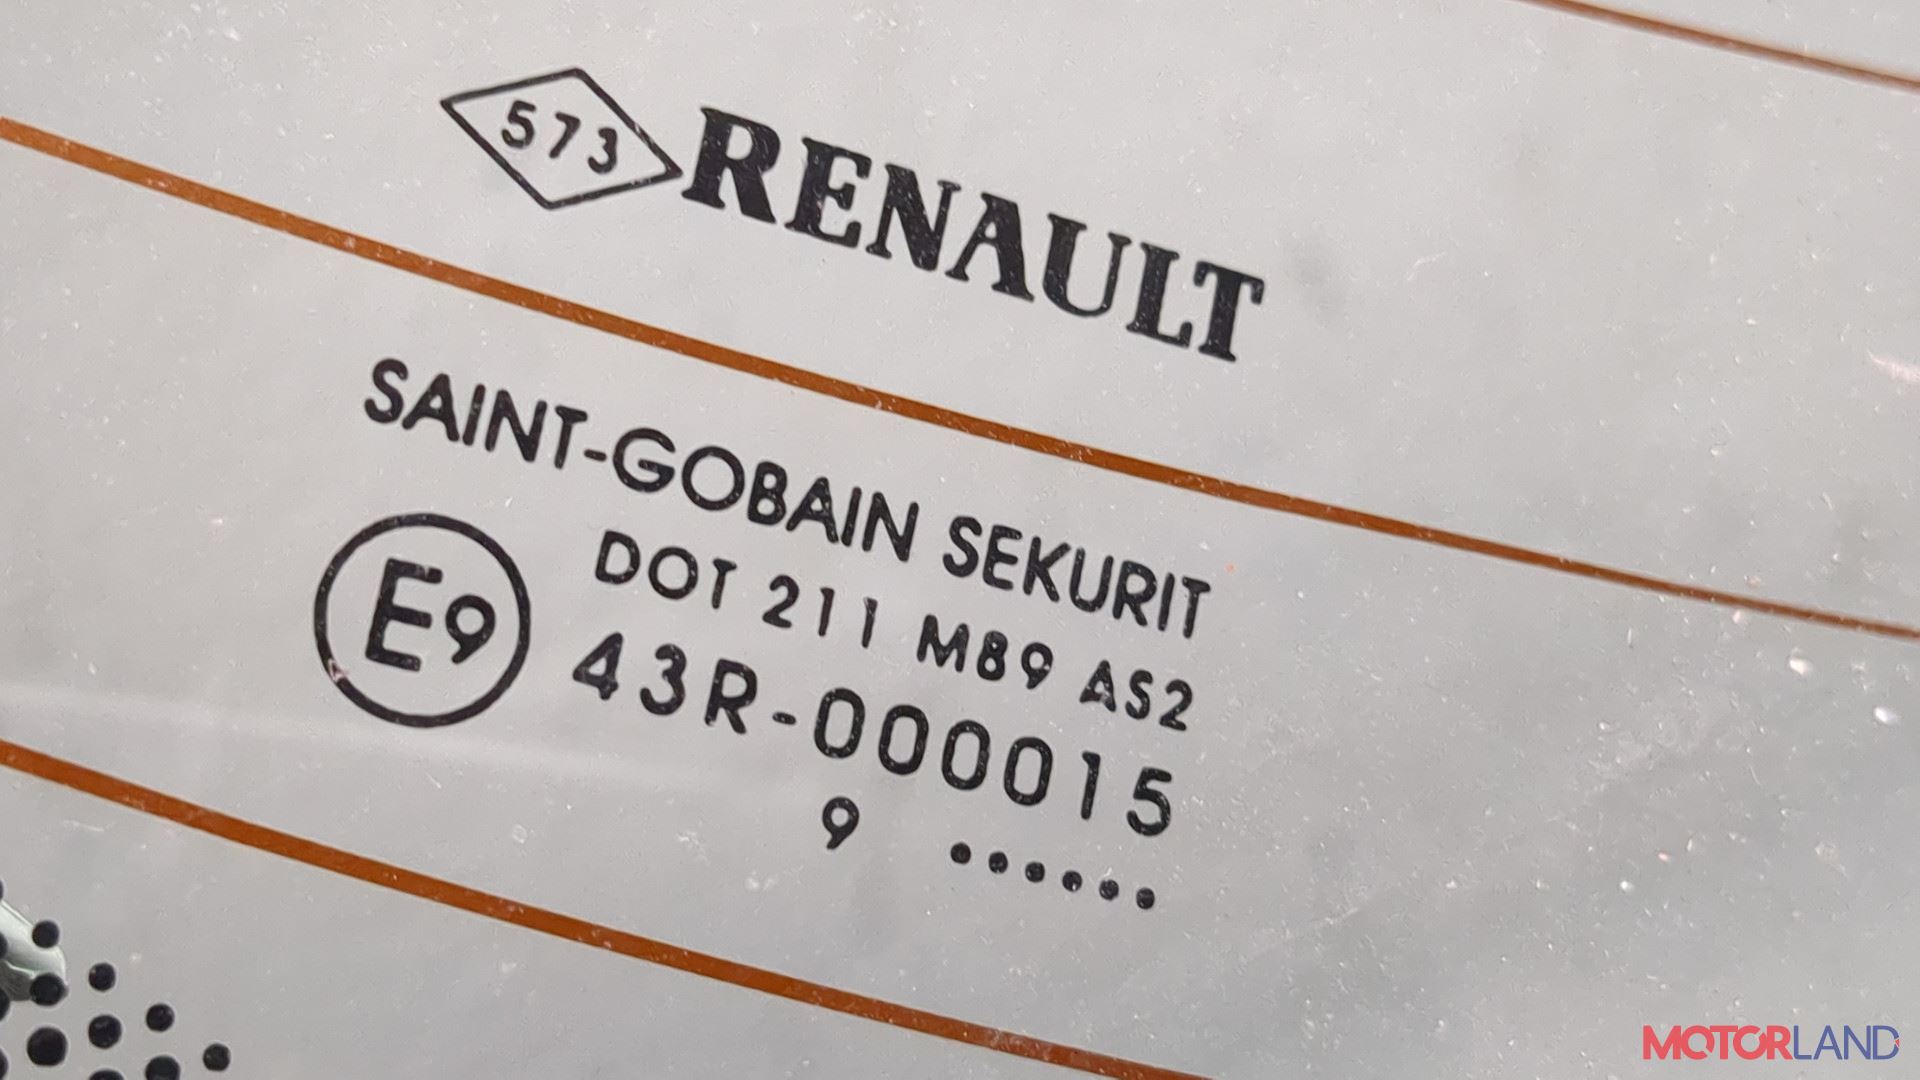 573 RENAULT
SAINT-GOBAIN SEKURIT
DOT 211 M89 AS2
E9 43R-000015
9 ••••••
MOTORLAND